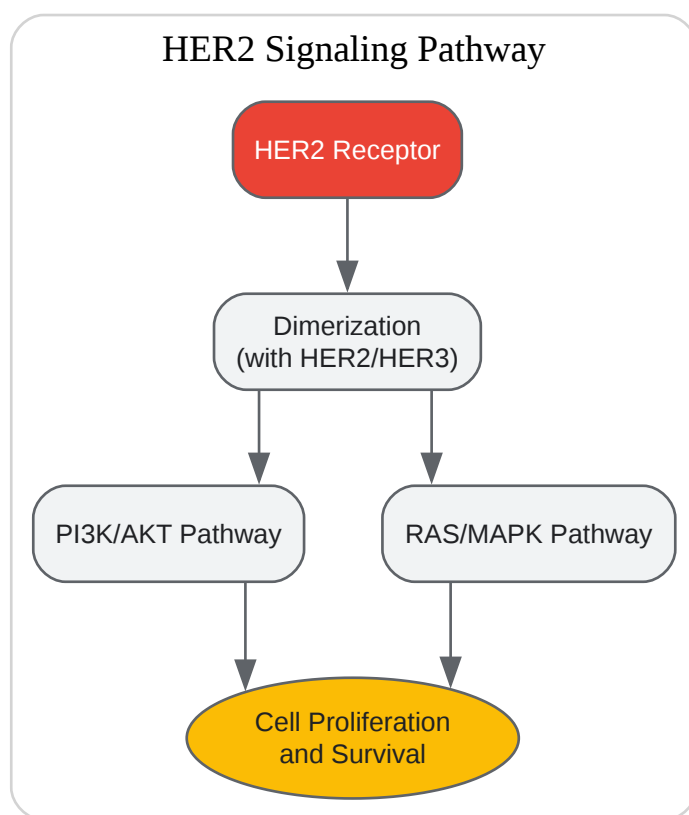 HER2 Signaling Pathway
HER2 Receptor
Dimerization
(with HER2/HER3)
PI3K/AKT Pathway
RAS/MAPK Pathway
Cell Proliferation
and Survival